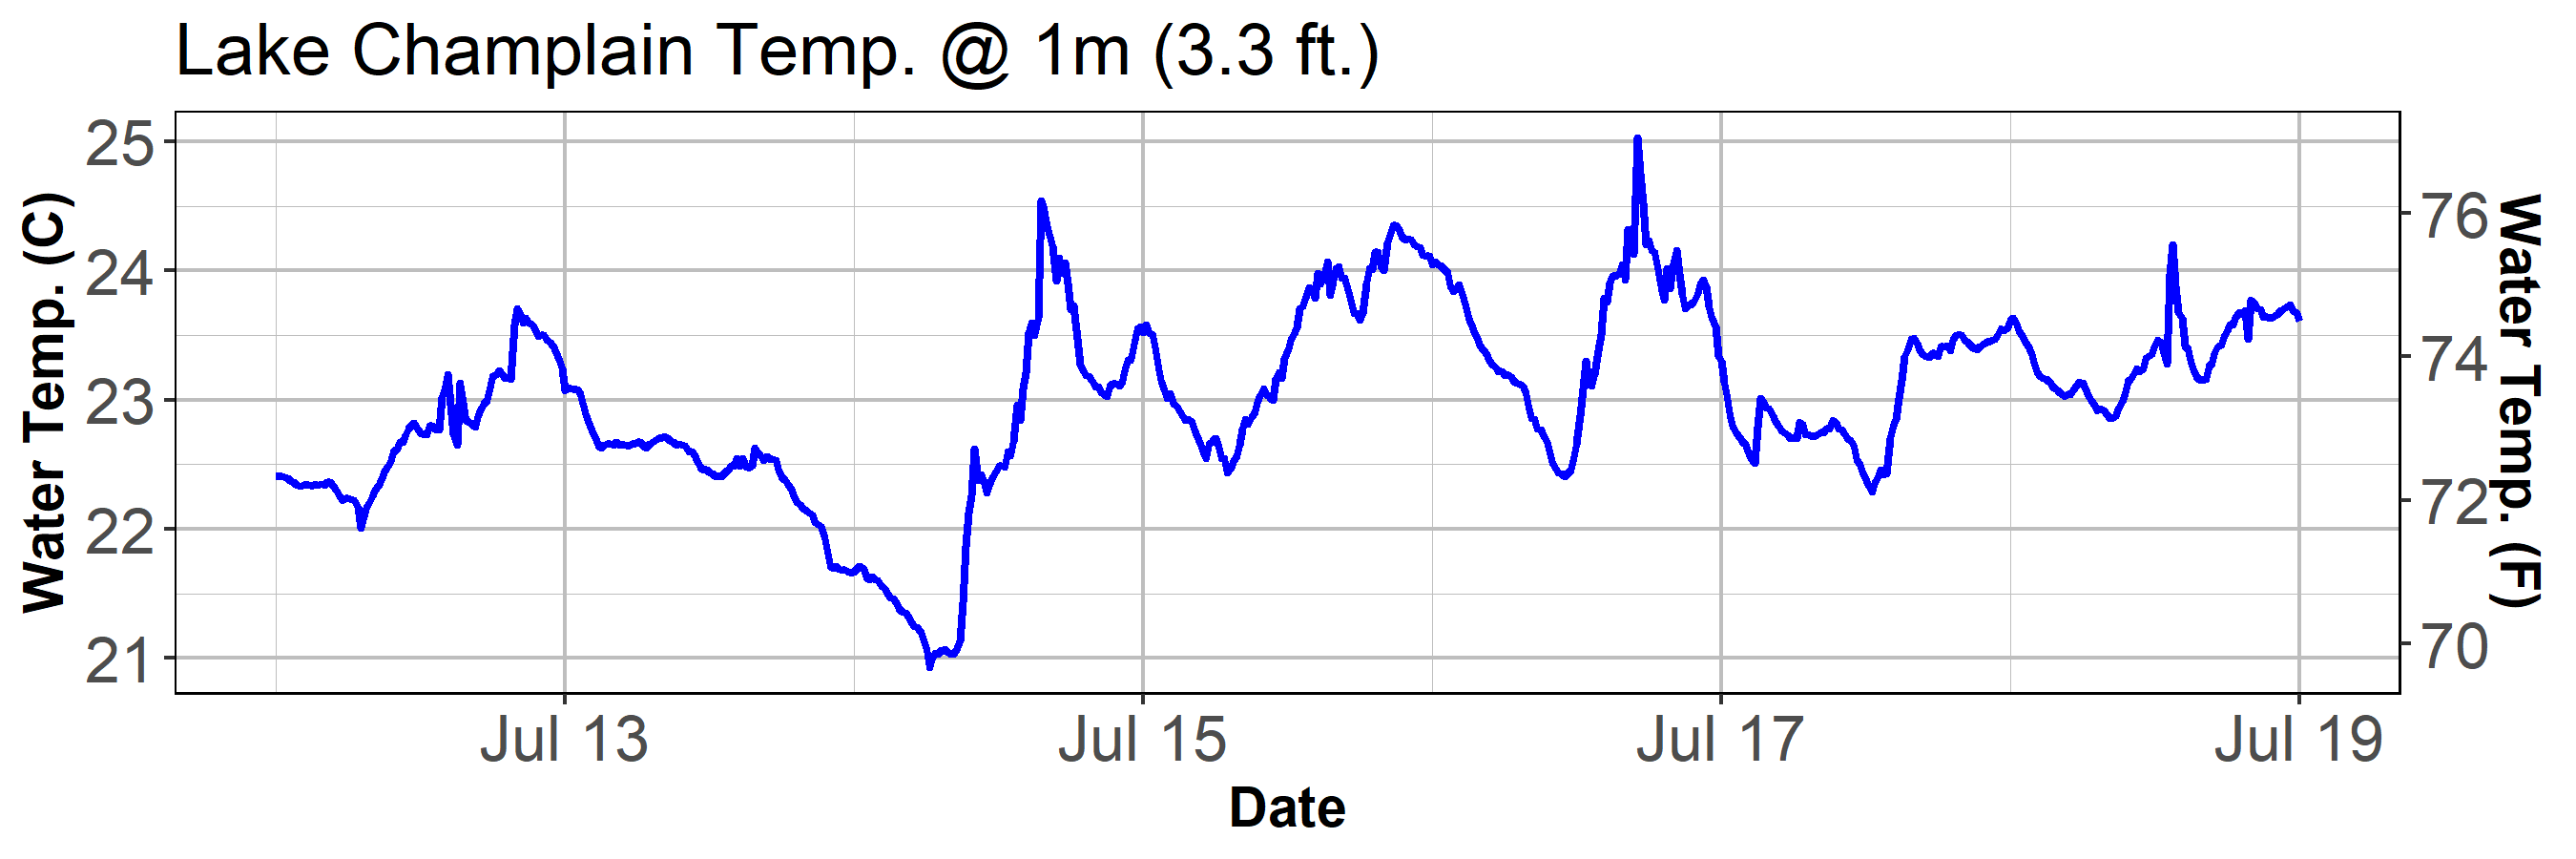 Lake Champlain Temp. @ 1m (3.3 ft.)
Water Temp. (C)
25
24
23
22
21
76
74
72
70
Water Temp. (F)
Jul 13 Jul 15 Jul 17 Jul 19
Date